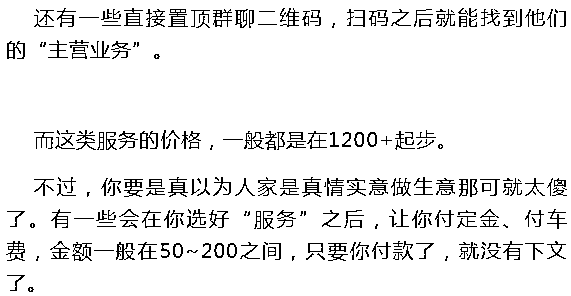 还有一些直接置顶群聊二维码，扫码之后就能找到他们
的“主营业务”。
而这类服务的价格，一般都是在1200+起步。
不过，你要是真以为人家是真情实意做生意那可就太傻
了。有一些会在你选好“服务”之后，让你付定金、付车
费，金额一般在50~200之间，只要你付款了，就没有下文
了。